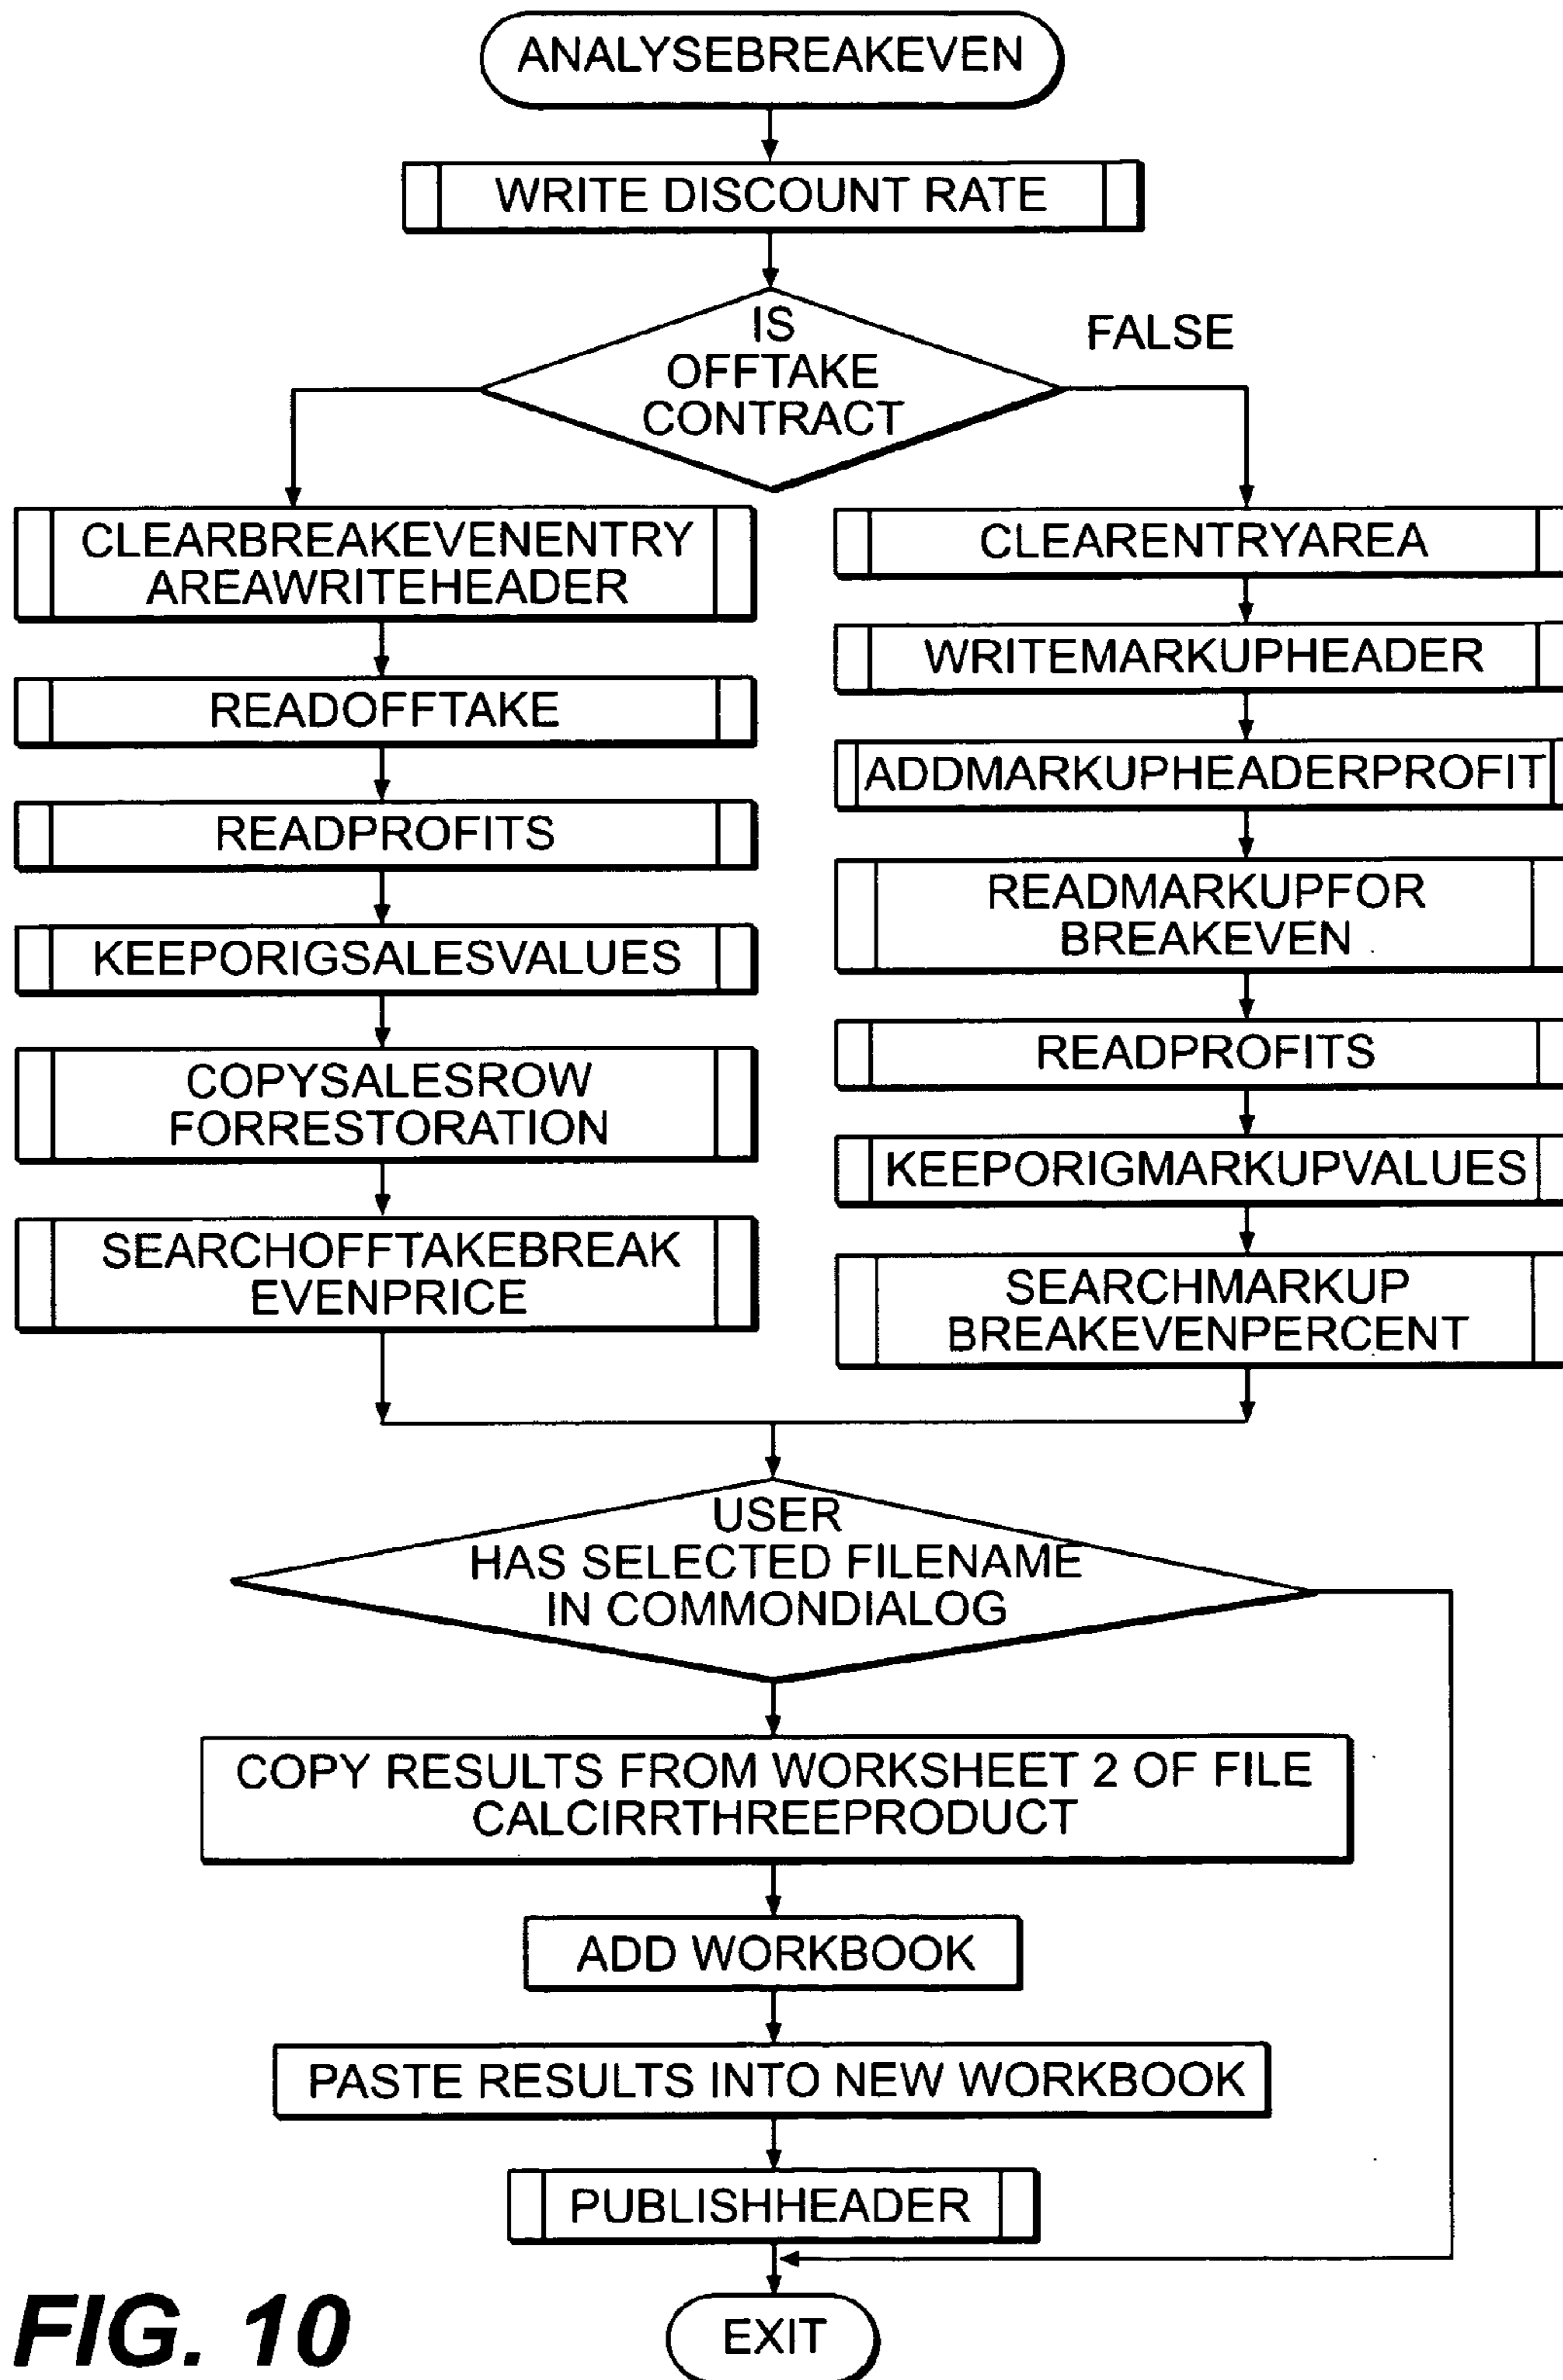 ANALYSEBREAKEVEN
WRITE DISCOUNT RATE
IS
OFFTAKE
CONTRACT
FALSE
CLEARBREAKEVENENTRY
AREAWRITEHEADER
READOFFTAKE
READPROFITS
KEEPORIGSALESVALUES
COPYSALESROW
FORRESTORATION
SEARCHOFFTAKEBREAK
EVENPRICE
CLEARENTRYAREA
WRITEMARKUPHEADER
ADDMARKUPHEADERPROFIT
READMARKUPFOR
BREAKEVEN
READPROFITS
KEEPORIGMARKUPVALUES
SEARCHMARKUP
BREAKEVENPERCENT
USER
HAS SELECTED FILENAME
IN COMMONDIALOG
COPY RESULTS FROM WORKSHEET 2 OF FILE
CALCIRRTHREEPRODUCT
ADD WORKBOOK
PASTE RESULTS INTO NEW WORKBOOK
PUBLISHHEADER
EXIT
FIG. 10